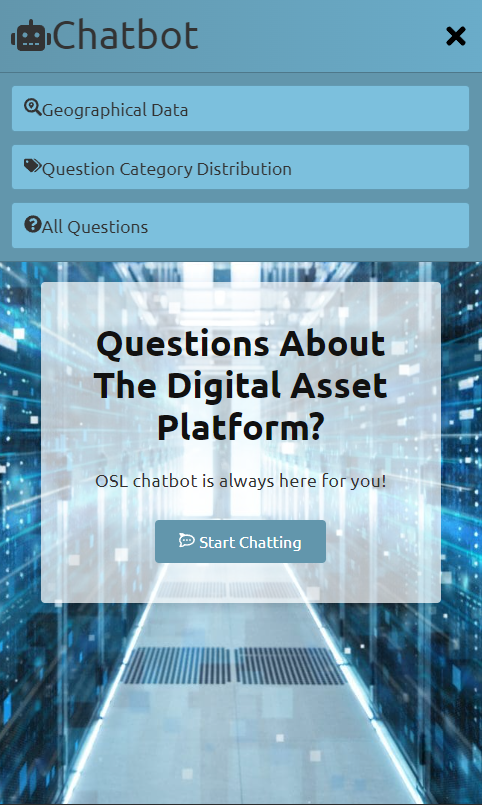 Chatbot
Geographical Data
Question Category Distribution
All Questions
Questions About
The Digital Asset
Platform?
OSL chatbot is always here for you!
Start Chatting